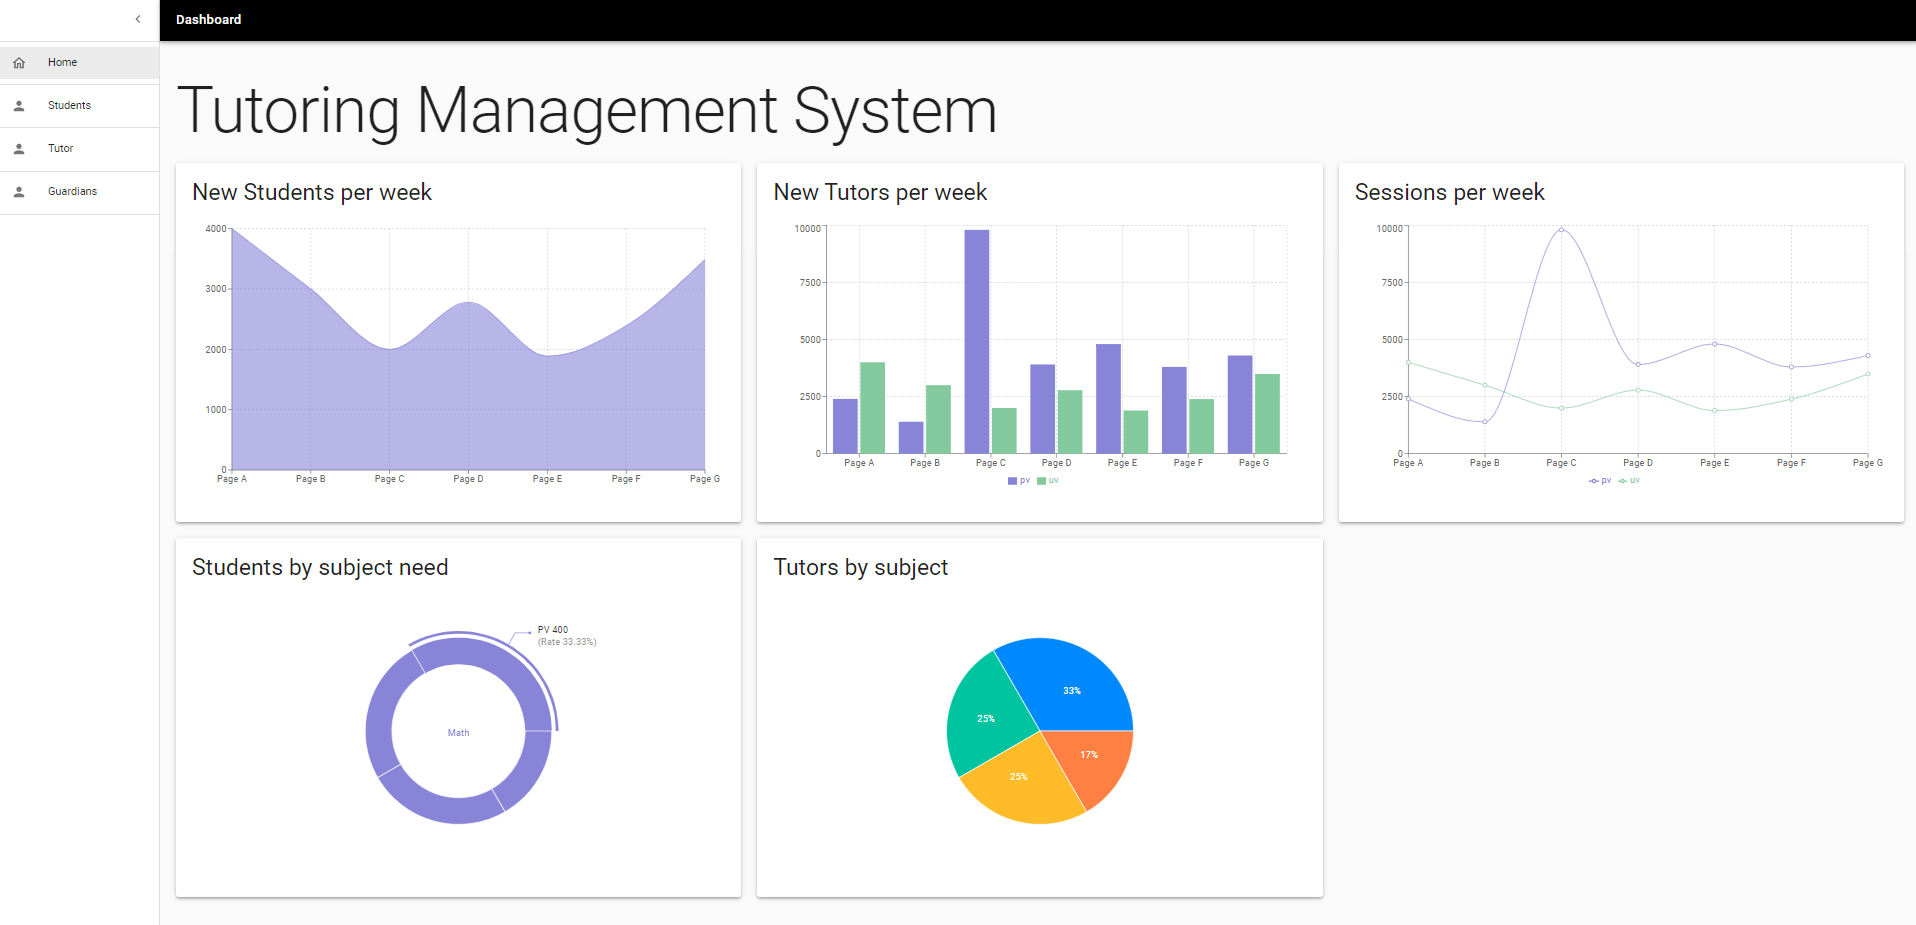 Dashboard
Home
Students
Tutor
Guardians
Tutoring Management System
New Students per week
4000
3000
2000
1000
0
Page A Page B Page C Page D Page E Page F Page G
New Tutors per week
10000
7500
5000
2500
0
Page A Page B Page C Page D Page E Page F Page G
pv uv
Sessions per week
10000
7500
5000
2500
0
Page A Page B Page C Page D Page E Page F Page G
pv uv
Students by subject need
PV 400
(Rate 33.33%)
Math
Tutors by subject
33%
25%
17%
25%